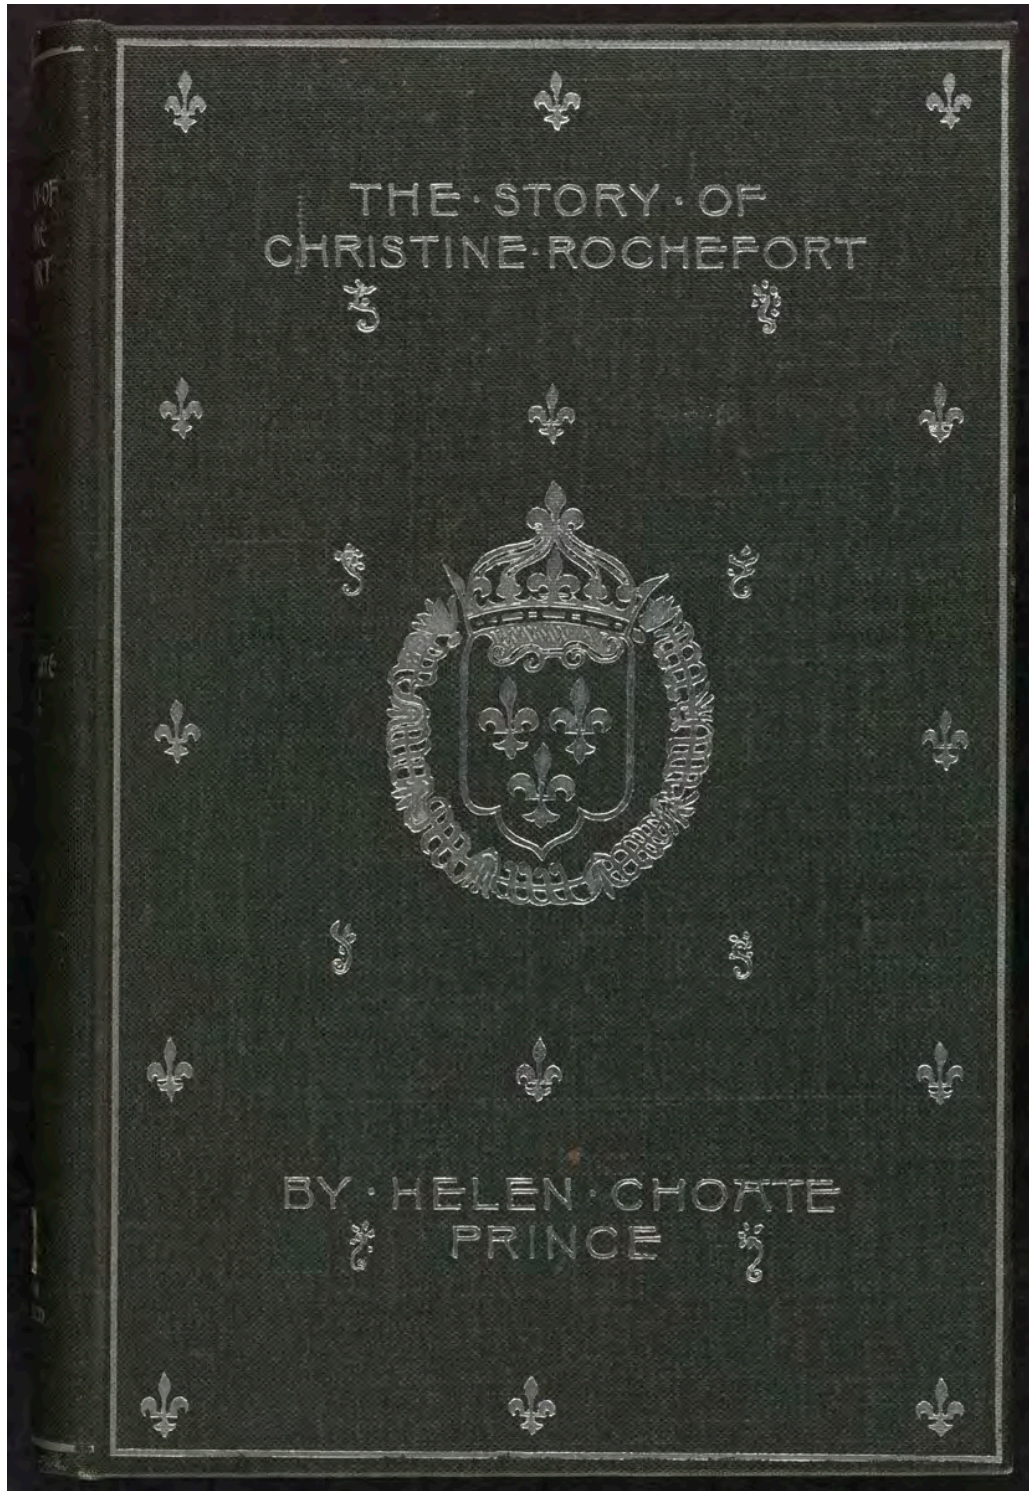 THE · STORY · OF
CHRISTINE · ROCHEFORT
BY · HELEN · CHOATE
PRINCE